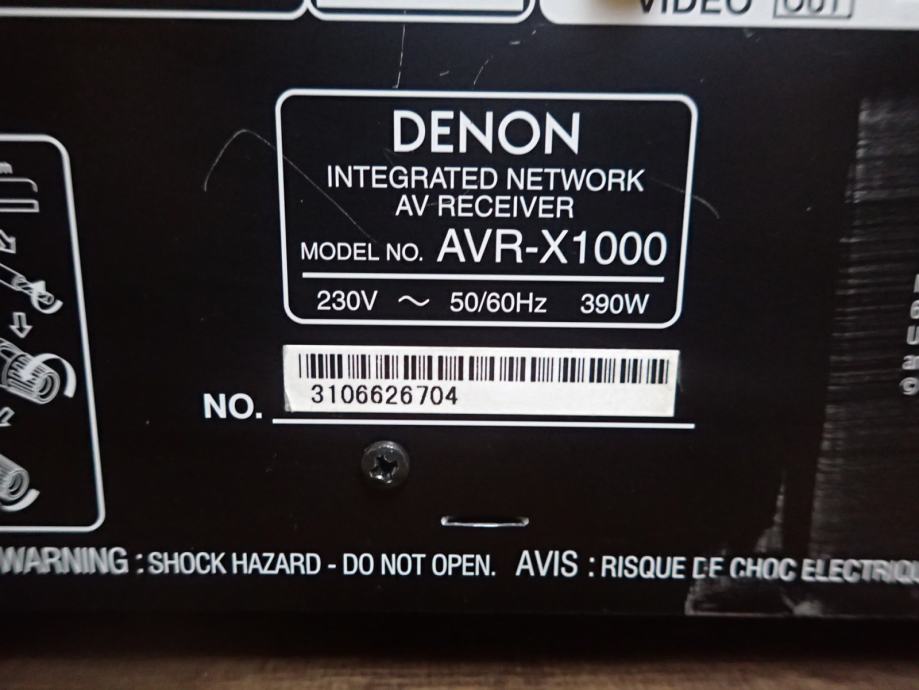 VIDEO OUT
DENON
INTEGRATED NETWORK
AV RECEIVER
MODEL NO. AVR-X1000
230V ~ 50/60Hz 390W
NO. 3106626704
WARNING : SHOCK HAZARD - DO NOT OPEN. AVIS : RISQUE DE CHOC ELECTRIQU